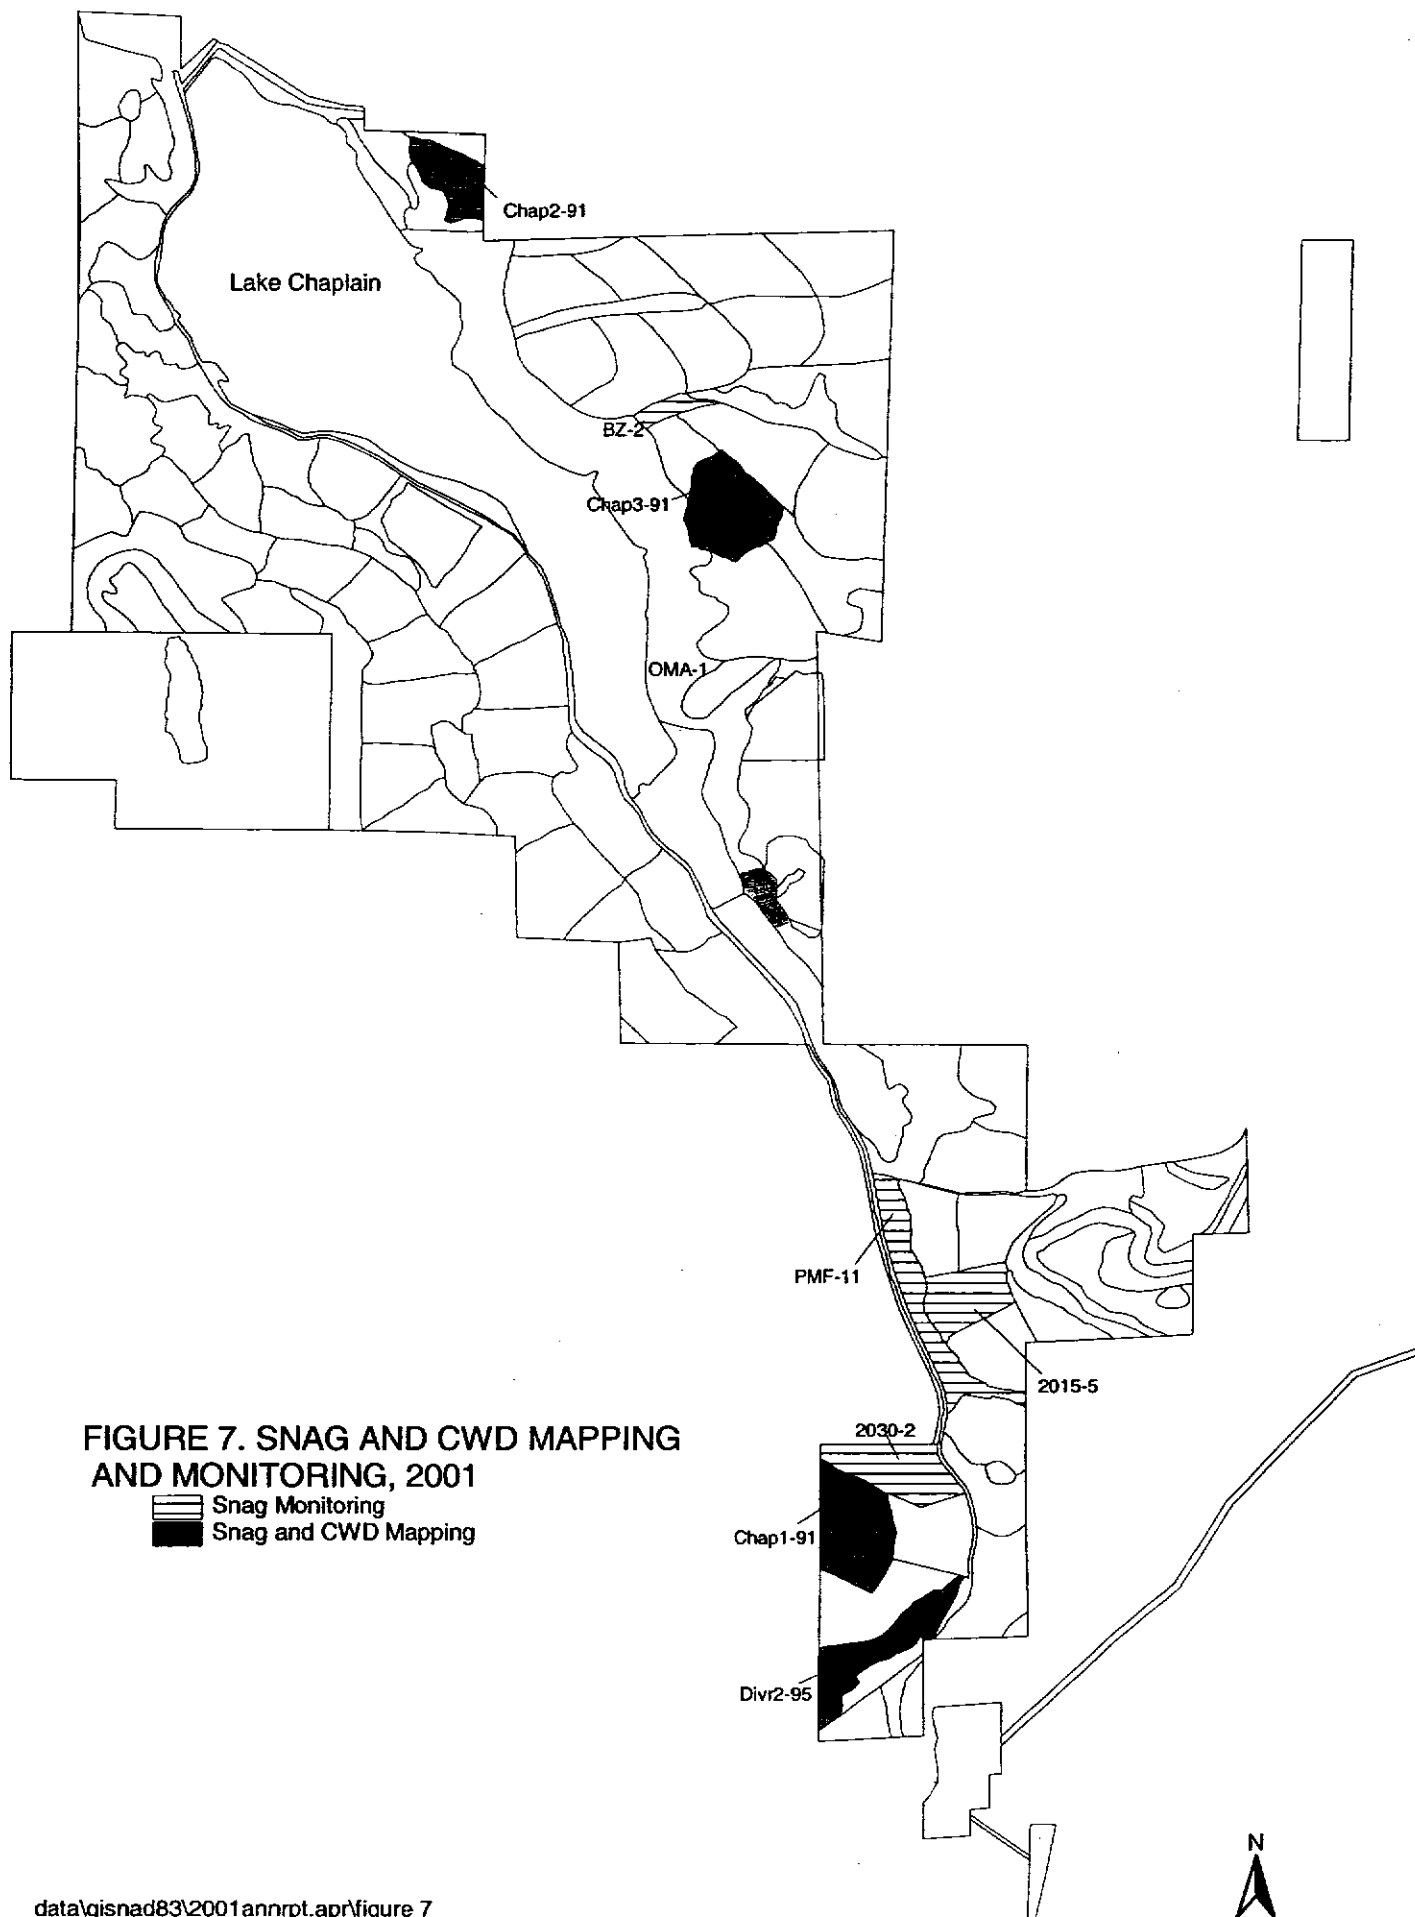 Chap2-91
Lake Chaplain
BZ-2
Chap3-91
OMA-1
PMF-11
2015-5
FIGURE 7. SNAG AND CWD MAPPING
AND MONITORING, 2001
Snag Monitoring
Snag and CWD Mapping
2030-2
Chap1-91
Divr2-95
N
data\gisnad83\2001annrpt.apr\figure 7